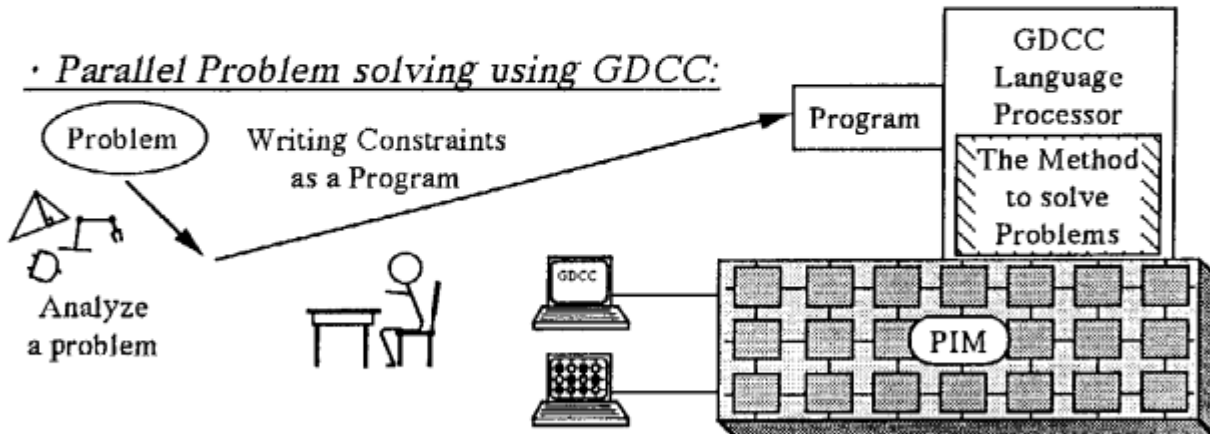 · Parallel Problem solving using GDCC:
Problem
Writing Constraints
as a Program
Analyze
a problem
Program
GDCC
Language
Processor
The Method
to solve
Problems
GDCC
PIM